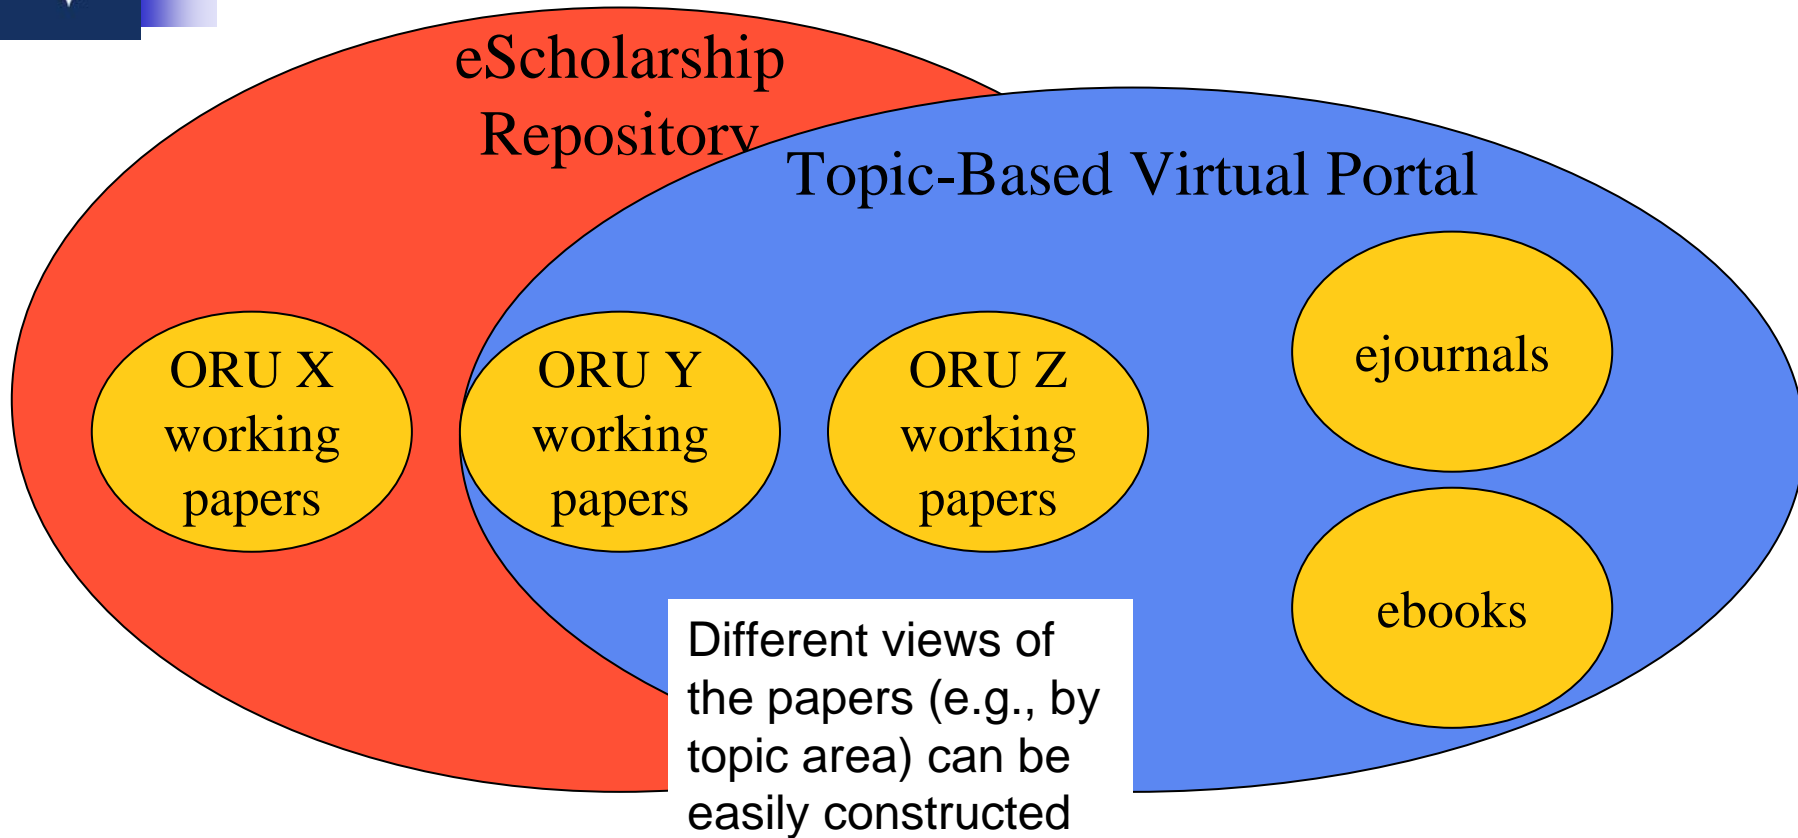 eScholarship
Repository
Topic-Based Virtual Portal
ORU X
working
papers
ORU Y
working
papers
ORU Z
working
papers
ejournals
ebooks
Different views of
the papers (e.g., by
topic area) can be
easily constructed